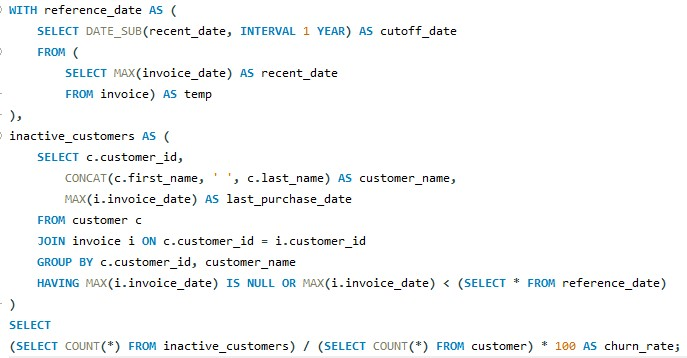 WITH reference_date AS (
SELECT DATE_SUB(recent_date, INTERVAL 1 YEAR) AS cutoff_date
FROM (
SELECT MAX(invoice_date) AS recent_date
FROM invoice) AS temp
),
inactive_customers AS (
SELECT c.customer_id,
CONCAT(c.first_name, ' ', c.last_name) AS customer_name,
MAX(i.invoice_date) AS last_purchase_date
FROM customer c
JOIN invoice i ON c.customer_id = i.customer_id
GROUP BY c.customer_id, customer_name
HAVING MAX(i.invoice_date) IS NULL OR MAX(i.invoice_date) < (SELECT * FROM reference_date)
)
SELECT
(SELECT COUNT(*) FROM inactive_customers) / (SELECT COUNT(*) FROM customer) * 100 AS churn_rate;